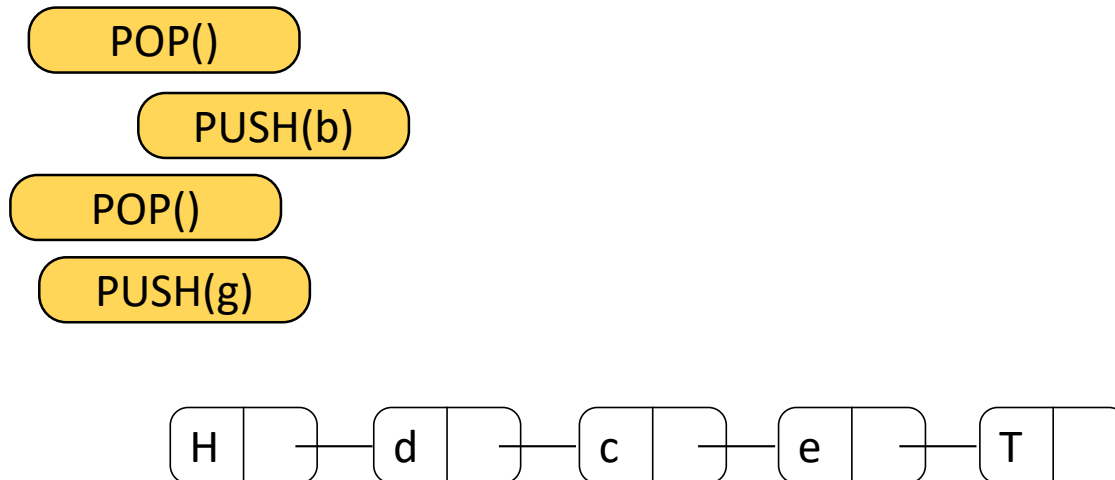 POP()
PUSH(b)
POP()
PUSH(g)
H d c e T